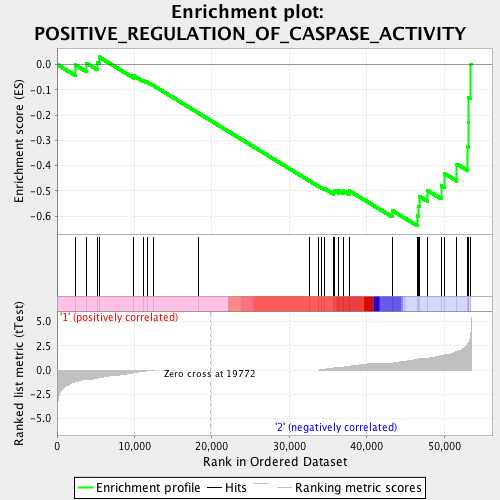 Enrichment plot:
POSITIVE_REGULATION_OF_CASPASE_ACTIVITY
Enrichment score (ES)
0.0
-0.1
-0.2
-0.3
-0.4
-0.5
-0.6
'1' (positively correlated)
Ranked list metric (tTest)
5.0
2.5
0.0
-2.5
-5.0
Zero cross at 19772
'2' (negatively correlated)
0
10,000
20,000
30,000
40,000
50,000
Rank in Ordered Dataset
Enrichment profile
Hits
Ranking metric scores